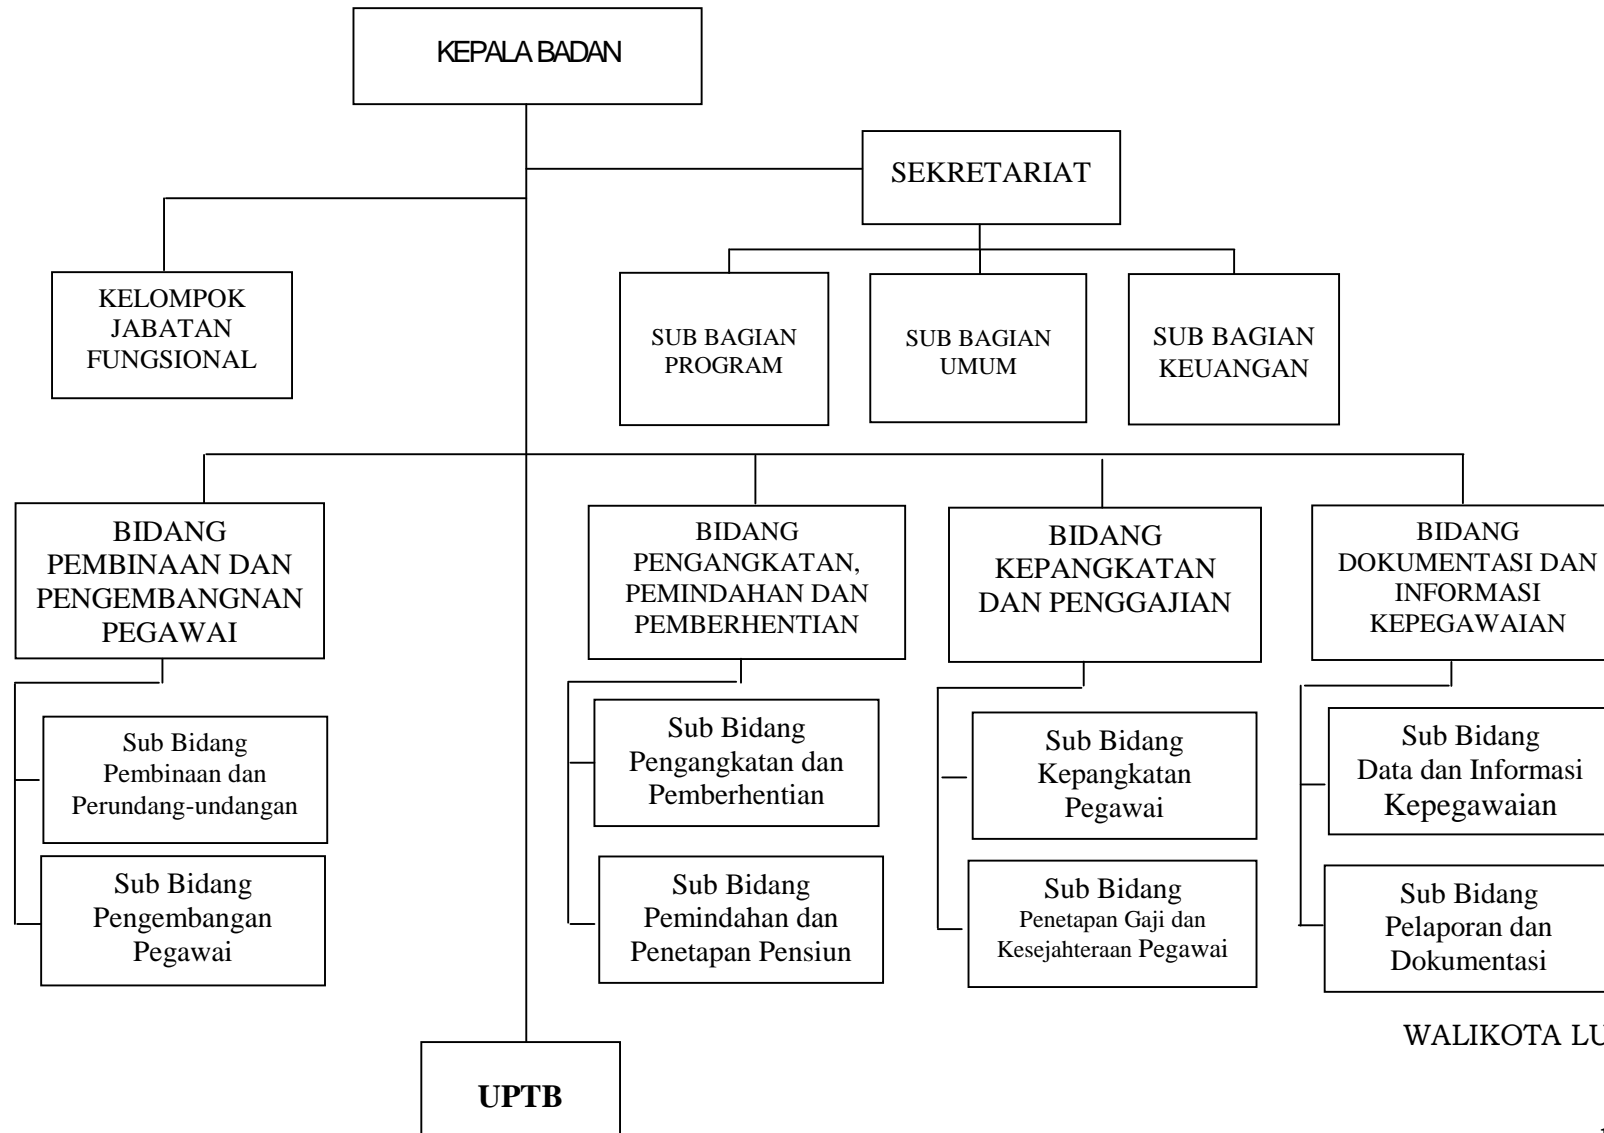 KEPALA BADAN
SEKRETARIAT
KELOMPOK
JABATAN
FUNGSIONAL
SUB BAGIAN
PROGRAM
SUB BAGIAN
UMUM
SUB BAGIAN
KEUANGAN
BIDANG
PEMBINAAN DAN
PENGEMBANGNAN
PEGAWAI
BIDANG
PENGANGKATAN,
PEMINDAHAN DAN
PEMBERHENTIAN
BIDANG
KEPANGKATAN
DAN PENGGAJIAN
BIDANG
DOKUMENTASI DAN
INFORMASI
KEPEGAWAIAN
Sub Bidang
Pembinaan dan
Perundang-undangan
Sub Bidang
Pengangkatan dan
Pemberhentian
Sub Bidang
Kepangkatan
Pegawai
Sub Bidang
Data dan Informasi
Kepegawaian
Sub Bidang
Pengembangan
Pegawai
Sub Bidang
Pemindahan dan
Penetapan Pensiun
Sub Bidang
Penetapan Gaji dan
Kesejahteraan Pegawai
Sub Bidang
Pelaporan dan
Dokumentasi
WALIKOTA LU
UPTB